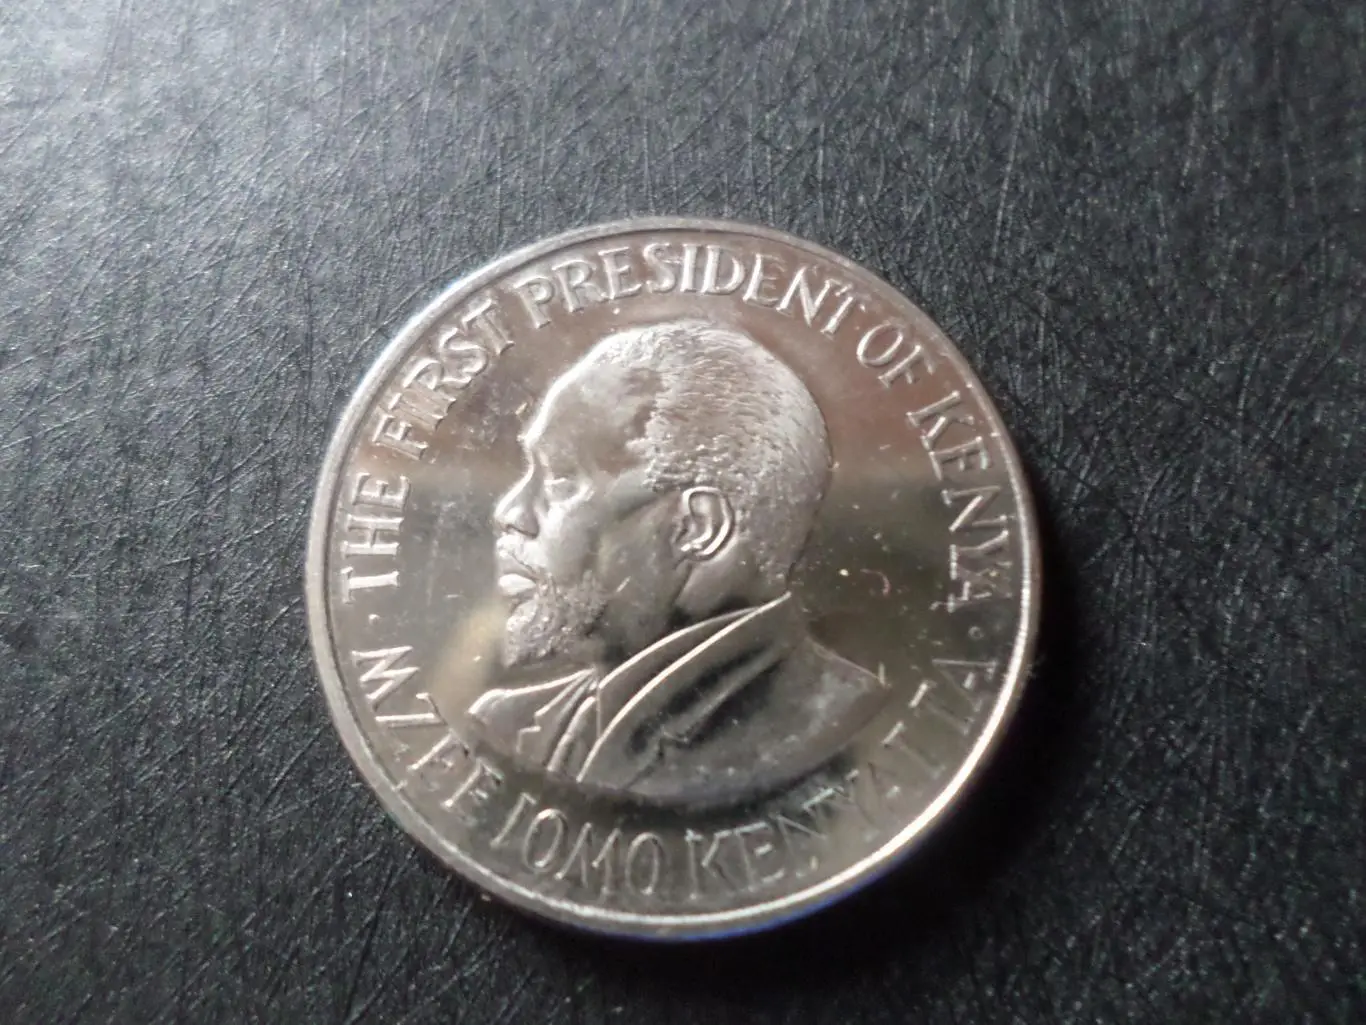 · THE FIRST PRESIDENT OF KENYA ·
MZEE JOMO KENYATTA